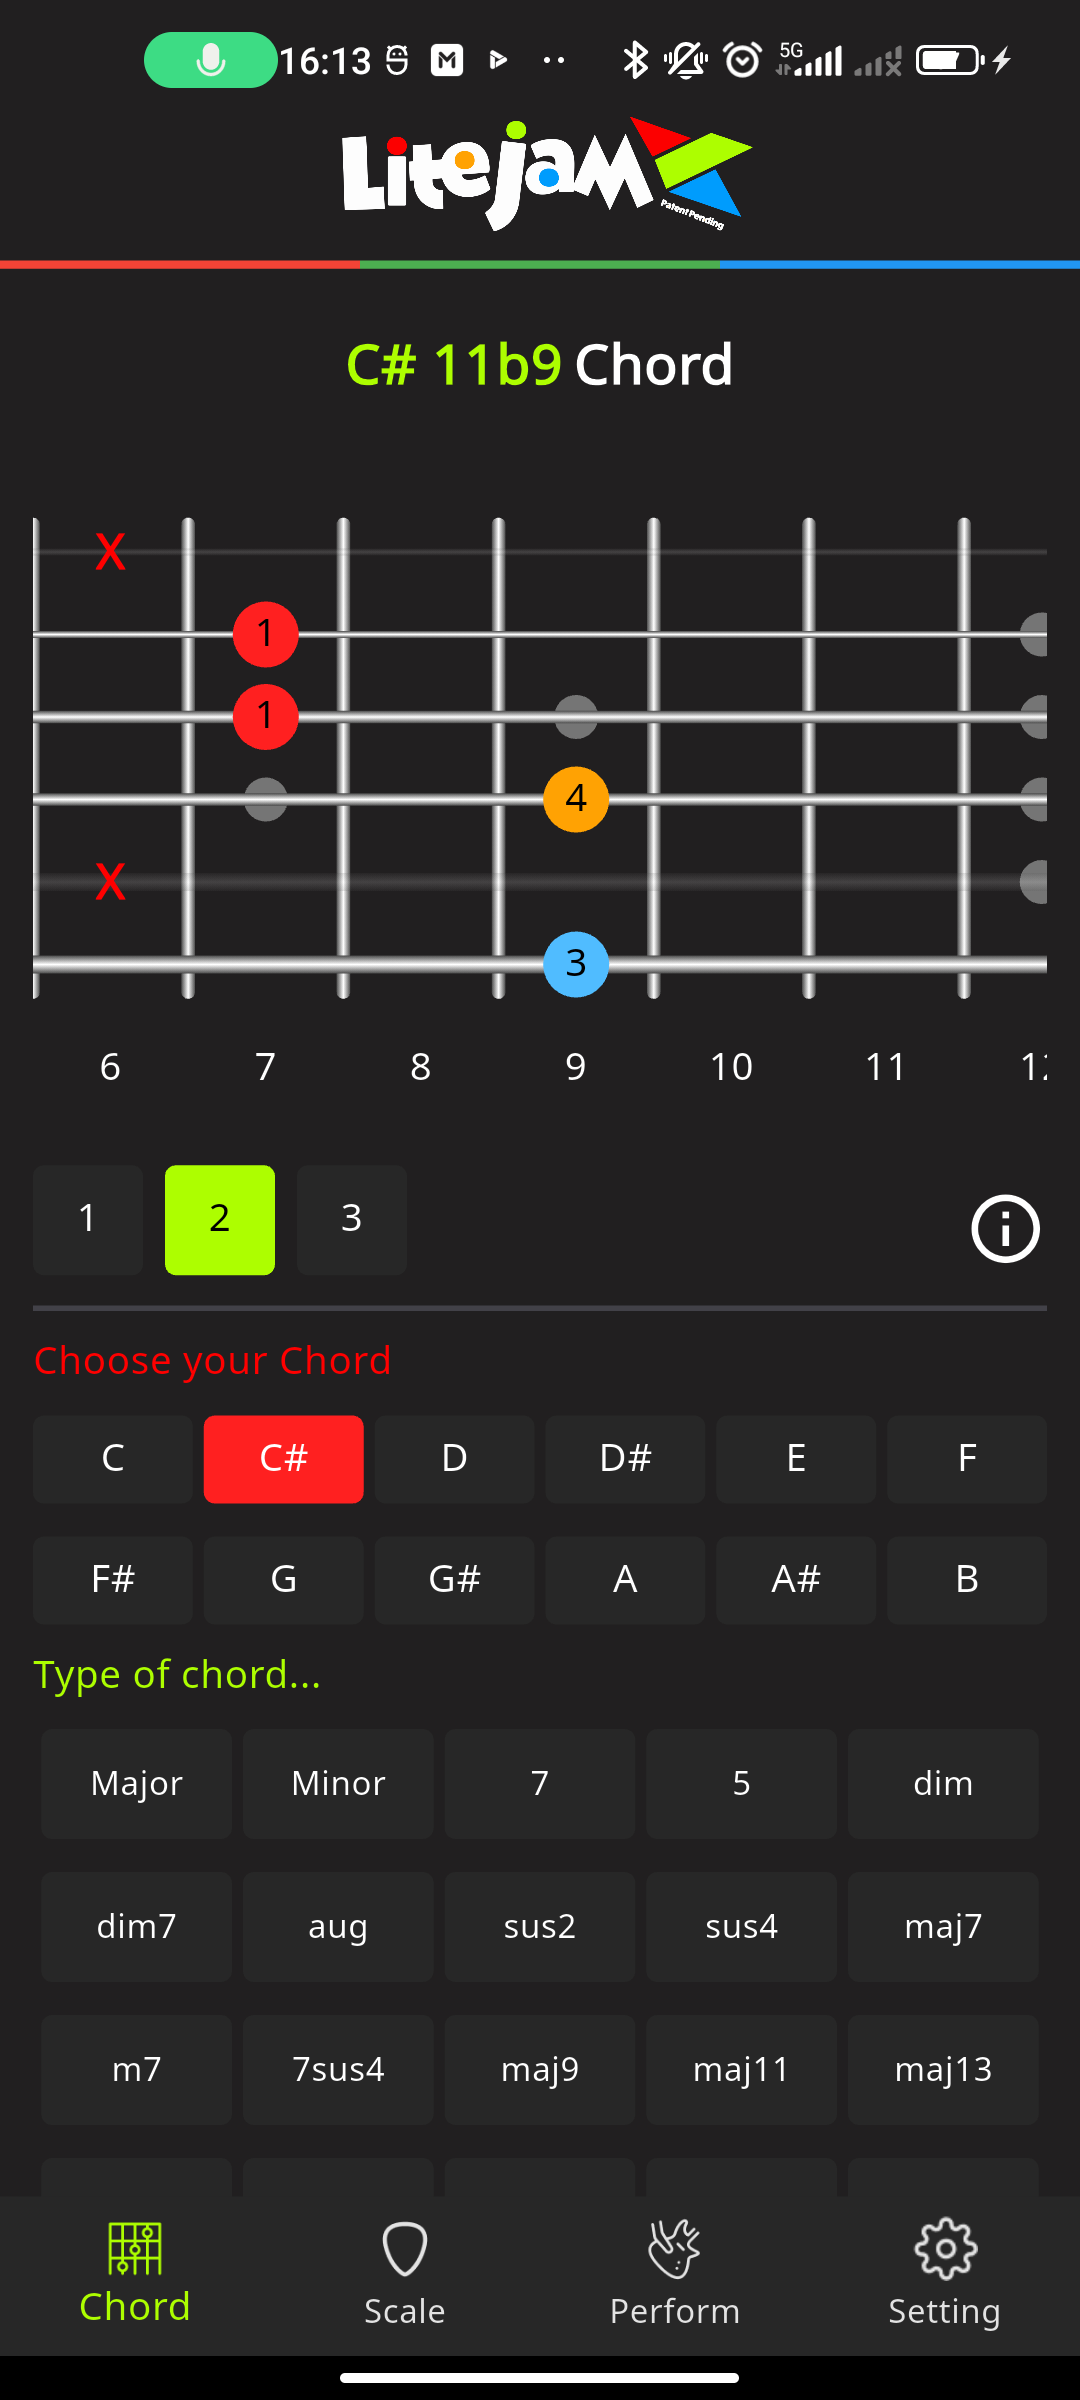 16:13 5G
Litejam
Patent Pending
C# 11b9 Chord
X
1
1
4
X
3
6 7 8 9 10 11 12
1 2 3
Choose your Chord
C C# D D# E F
F# G G# A A# B
Type of chord...
Major Minor 7 5 dim
dim7 aug sus2 sus4 maj7
m7 7sus4 maj9 maj11 maj13
Chord Scale Perform Setting